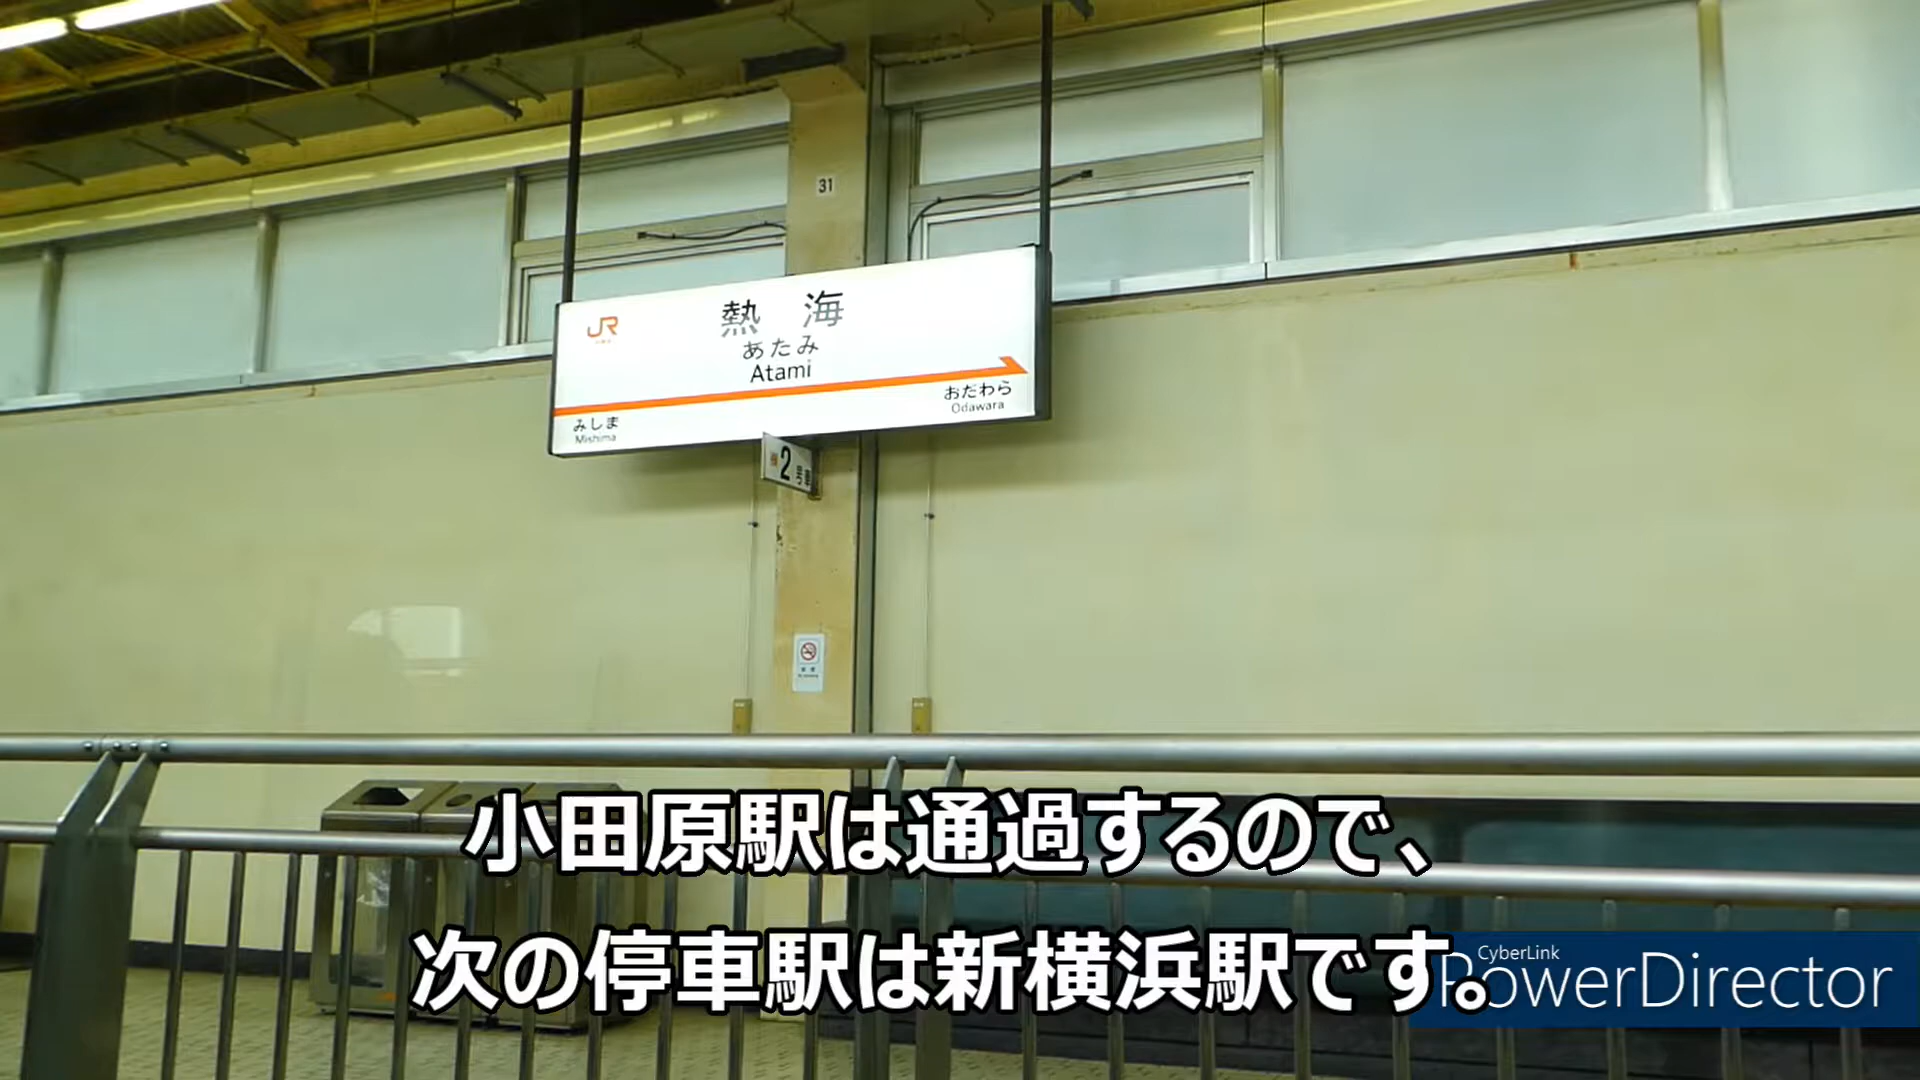 31
JR
熱 海
あたみ
Atami
おだわら
Odawara
みしま
Mishima
2
小田原駅は通過するので、
次の停車駅は新横浜駅です。
CyberLink
PowerDirector